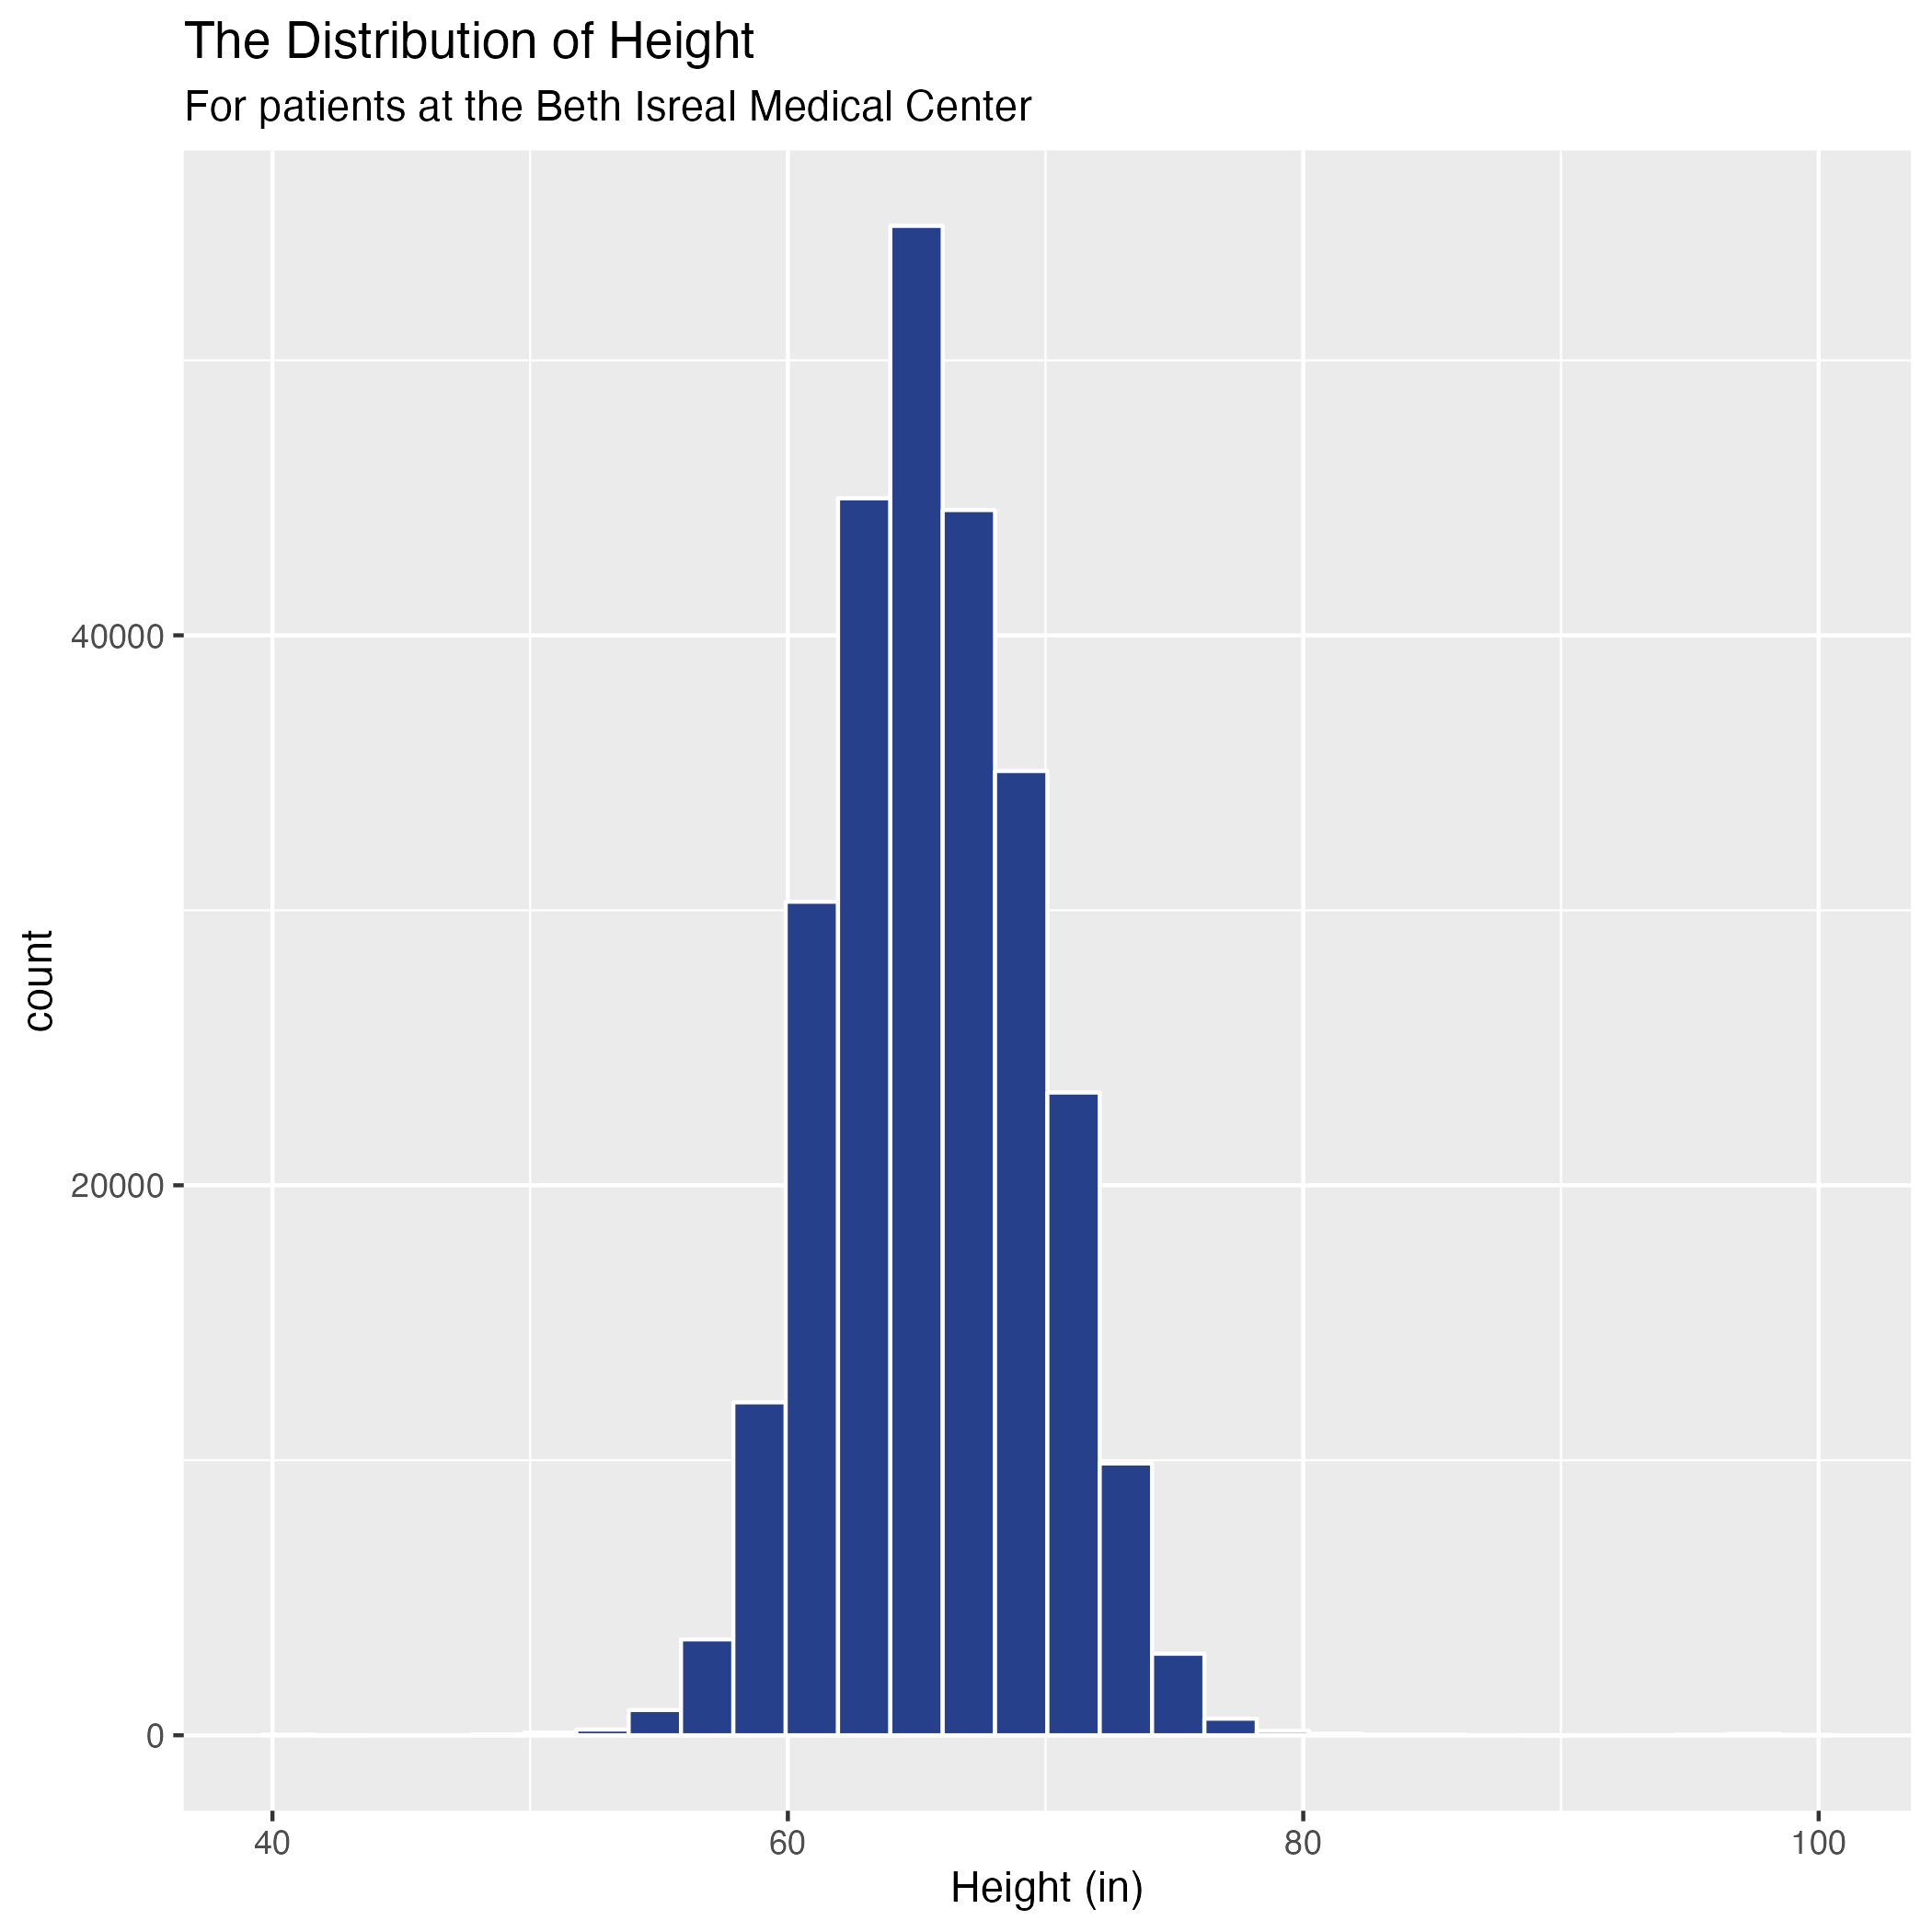 The Distribution of Height
For patients at the Beth Isreal Medical Center
count
40000
20000
0
40 60 80 100
Height (in)